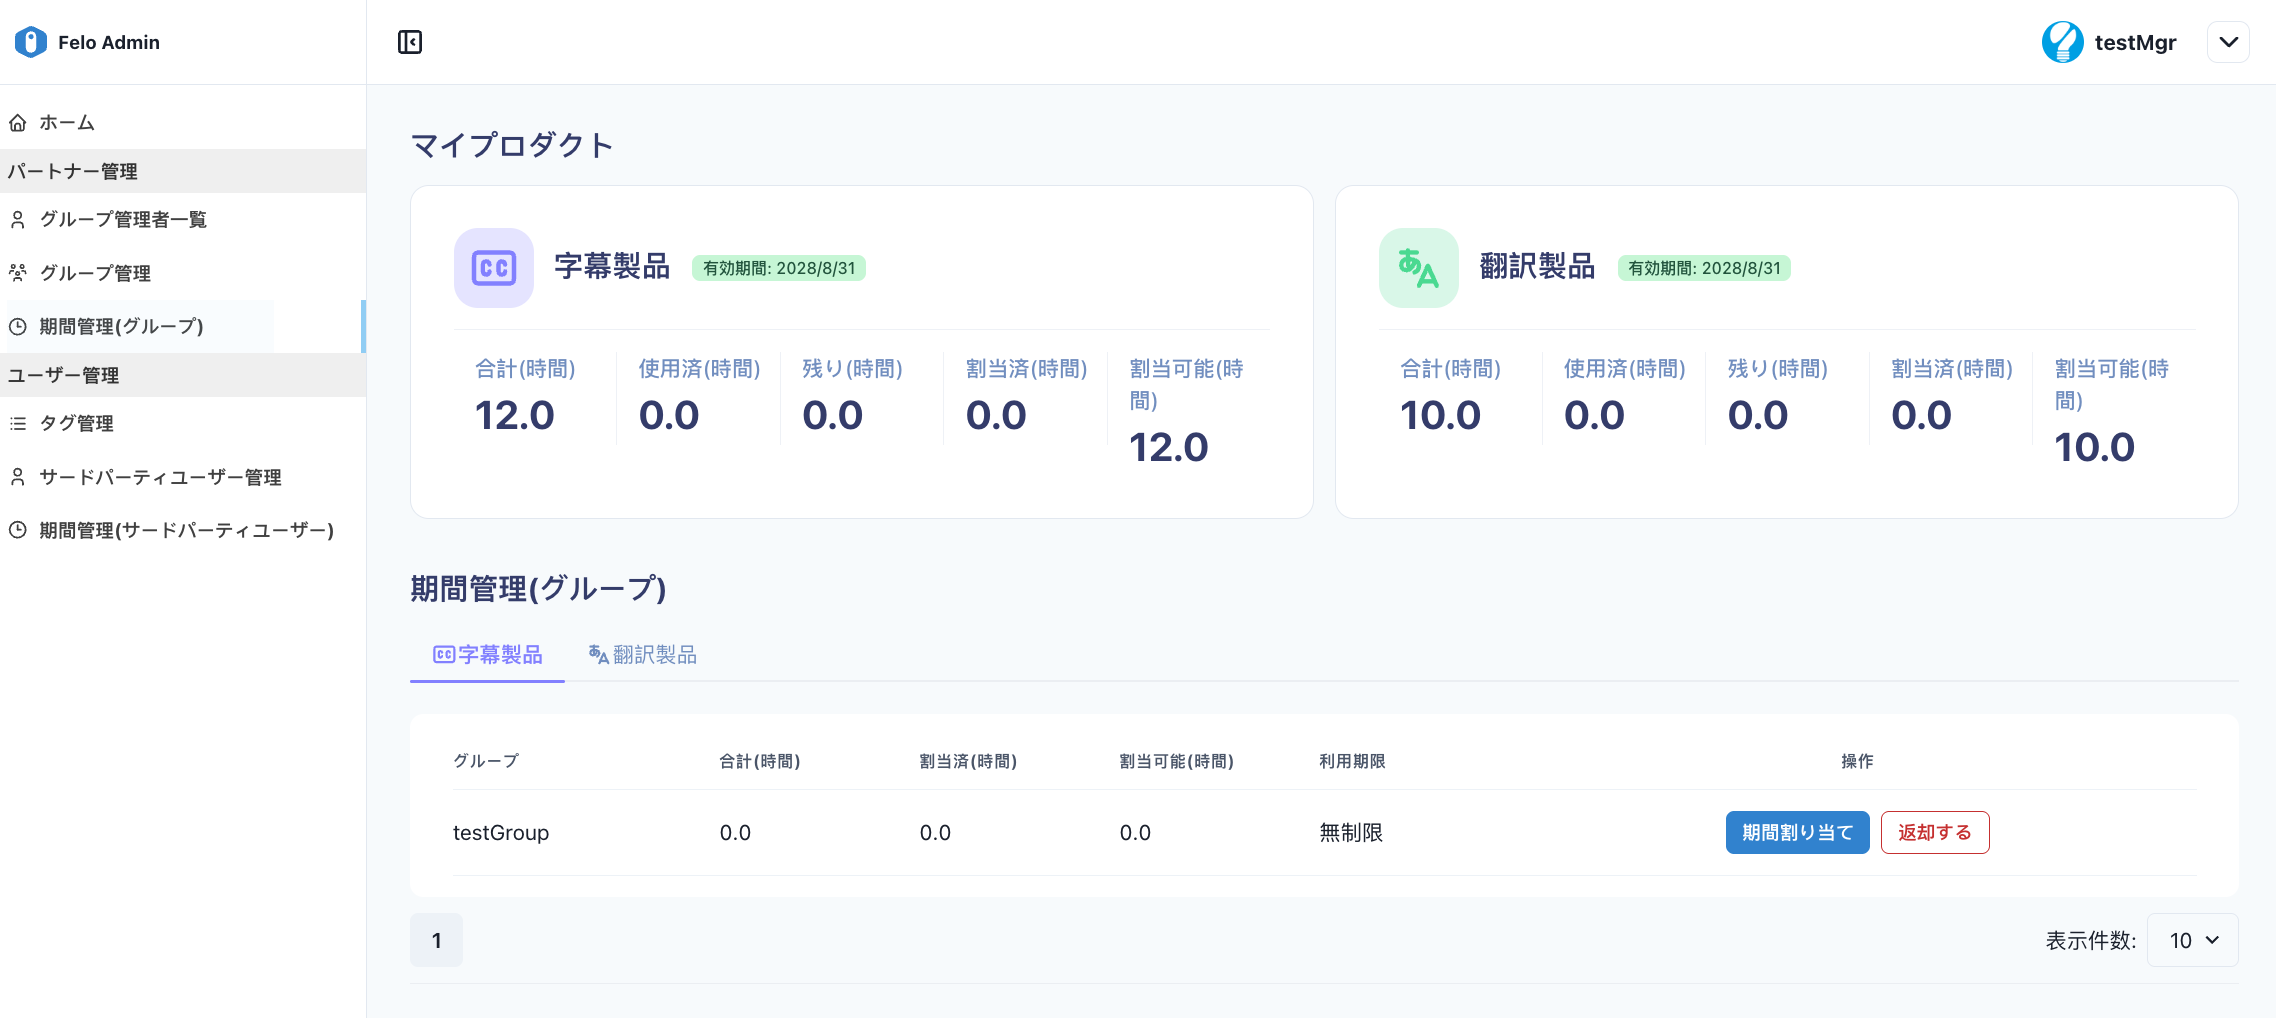 Felo Admin
testMgr
ホーム
パートナー管理
グループ管理者一覧
グループ管理
期間管理(グループ)
ユーザー管理
タグ管理
サードパーティユーザー管理
期間管理(サードパーティユーザー)
マイプロダクト
CC
字幕製品
有効期間: 2028/8/31
合計(時間)
12.0
使用済(時間)
0.0
残り(時間)
0.0
割当済(時間)
0.0
割当可能(時
間)
12.0
あA
翻訳製品
有効期間: 2028/8/31
合計(時間)
10.0
使用済(時間)
0.0
残り(時間)
0.0
割当済(時間)
0.0
割当可能(時
間)
10.0
期間管理(グループ)
CC字幕製品
あA翻訳製品
グループ 合計(時間) 割当済(時間) 割当可能(時間) 利用期限 操作
testGroup 0.0 0.0 0.0 無制限 期間割り当て 返却する
1
表示件数: 10